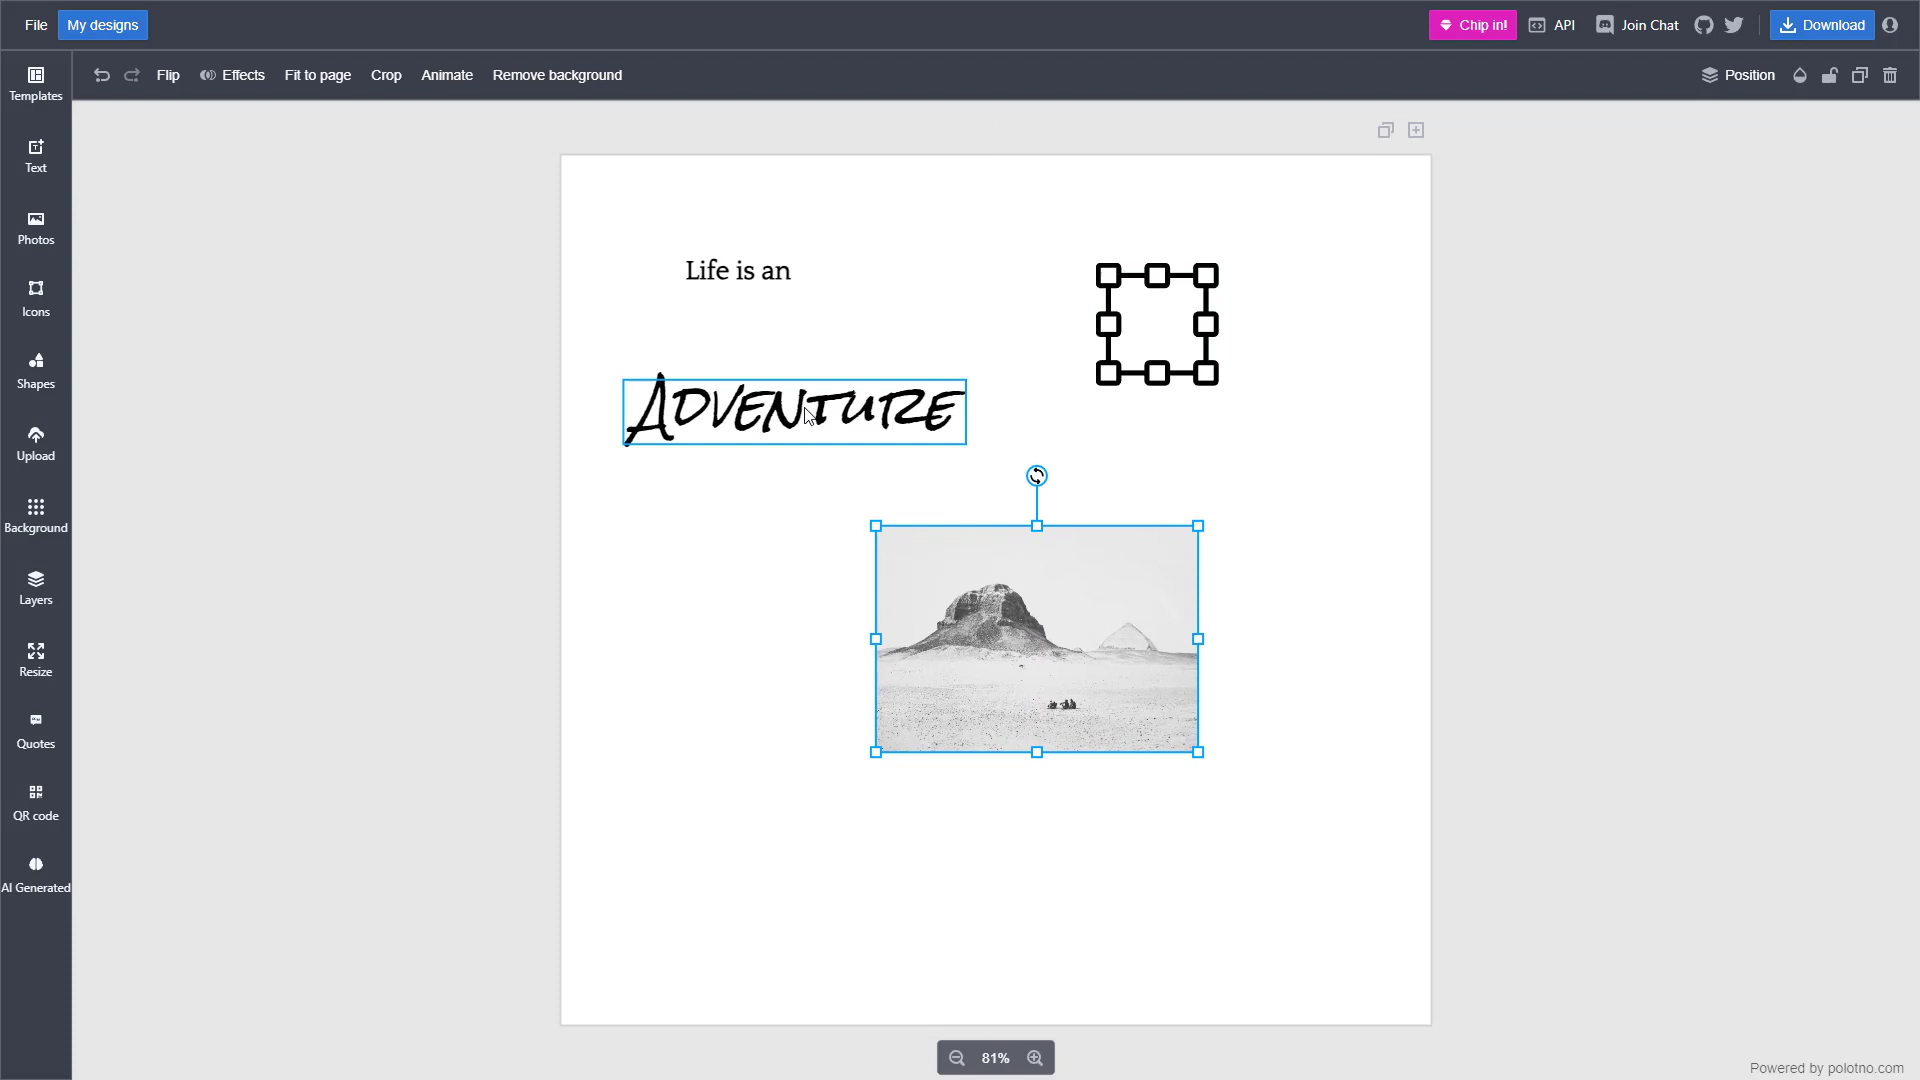 File
My designs
Chip in!
API
Join Chat
Download
Flip
Effects
Fit to page
Crop
Animate
Remove background
Position
Templates
Text
Photos
Icons
Shapes
Upload
Background
Layers
Resize
Quotes
QR code
AI Generated
Life is an
Adventure
81%
Powered by polotno.com